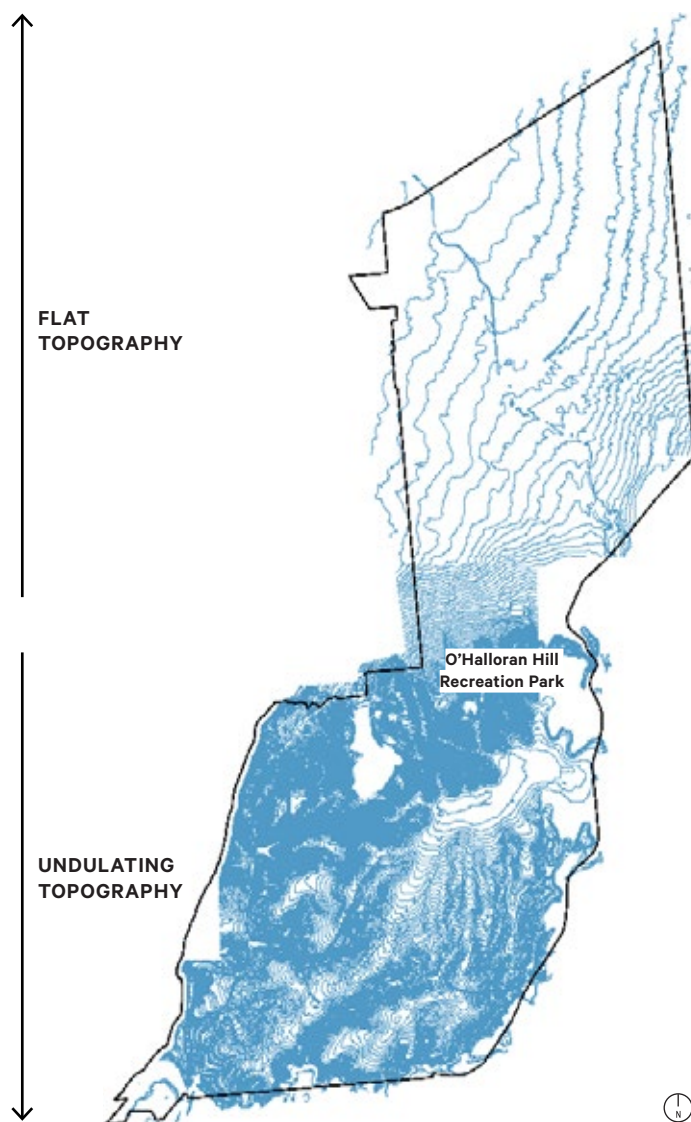 FLAT
TOPOGRAPHY
O'Halloran Hill
Recreation Park
UNDULATING
TOPOGRAPHY
N